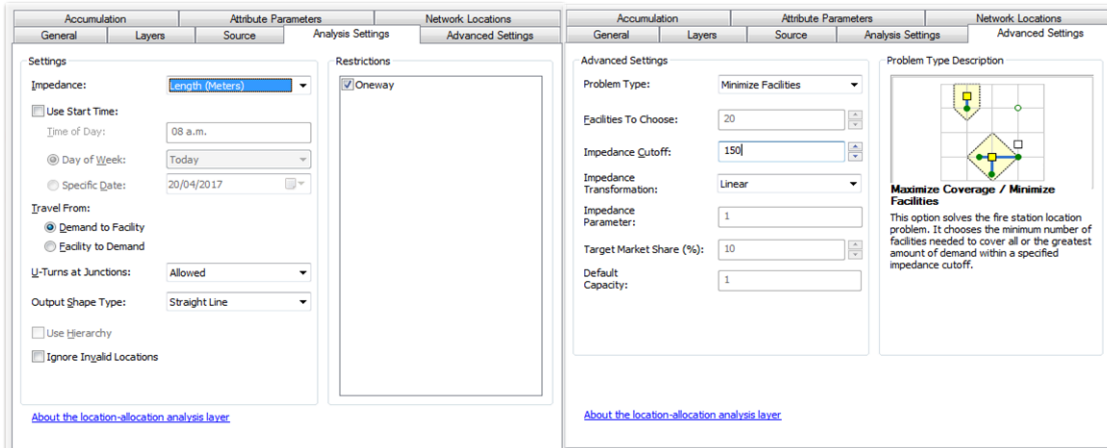 Accumulation Attribute Parameters Network Locations
General Layers Source Analysis Settings Advanced Settings
Settings
Impedance: Length (Meters)
Use Start Time:
Time of Day: 08 a.m.
Day of Week: Today
Specific Date: 20/04/2017
Travel From:
Demand to Facility
Facility to Demand
U-Turns at Junctions: Allowed
Output Shape Type: Straight Line
Use Hierarchy
Ignore Invalid Locations
Restrictions
Oneway
About the location-allocation analysis layer
Accumulation Attribute Parameters Network Locations
General Layers Source Analysis Settings Advanced Settings
Advanced Settings
Problem Type: Minimize Facilities
Facilities To Choose: 20
Impedance Cutoff: 150
Impedance
Transformation: Linear
Impedance
Parameter: 1
Target Market Share (%): 10
Default
Capacity: 1
Problem Type Description
Maximize Coverage / Minimize
Facilities
This option solves the fire station location
problem. It chooses the minimum number of
facilities needed to cover all or the greatest
amount of demand within a specified
impedance cutoff.
About the location-allocation analysis layer